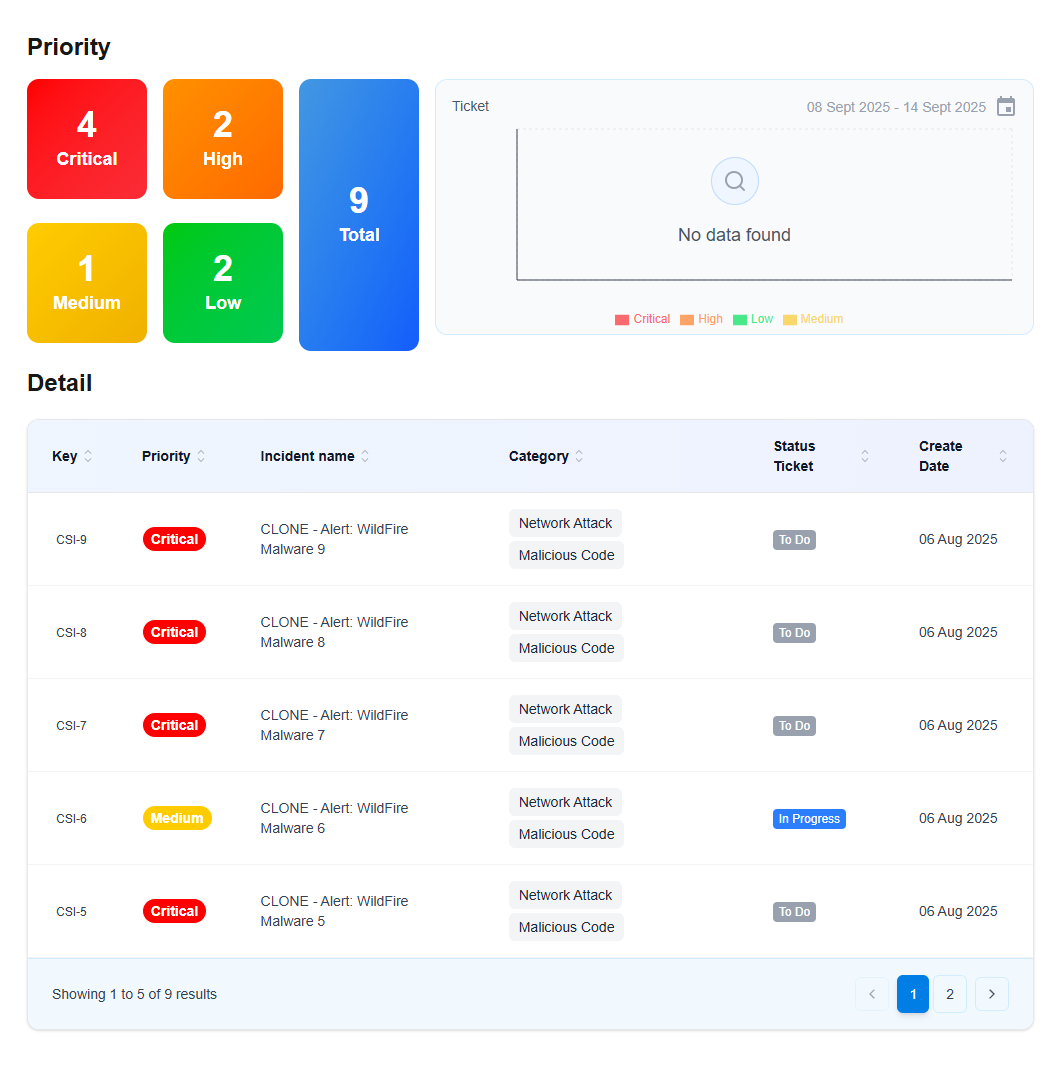 Priority
4
Critical
2
High
9
Total
1
Medium
2
Low
Ticket
08 Sept 2025 - 14 Sept 2025
No data found
Critical High Low Medium
Detail
Key Priority Incident name Category Status Ticket Create Date
CSI-9 Critical CLONE - Alert: WildFire Malware 9 Network Attack Malicious Code To Do 06 Aug 2025
CSI-8 Critical CLONE - Alert: WildFire Malware 8 Network Attack Malicious Code To Do 06 Aug 2025
CSI-7 Critical CLONE - Alert: WildFire Malware 7 Network Attack Malicious Code To Do 06 Aug 2025
CSI-6 Medium CLONE - Alert: WildFire Malware 6 Network Attack Malicious Code In Progress 06 Aug 2025
CSI-5 Critical CLONE - Alert: WildFire Malware 5 Network Attack Malicious Code To Do 06 Aug 2025
Showing 1 to 5 of 9 results
1 2